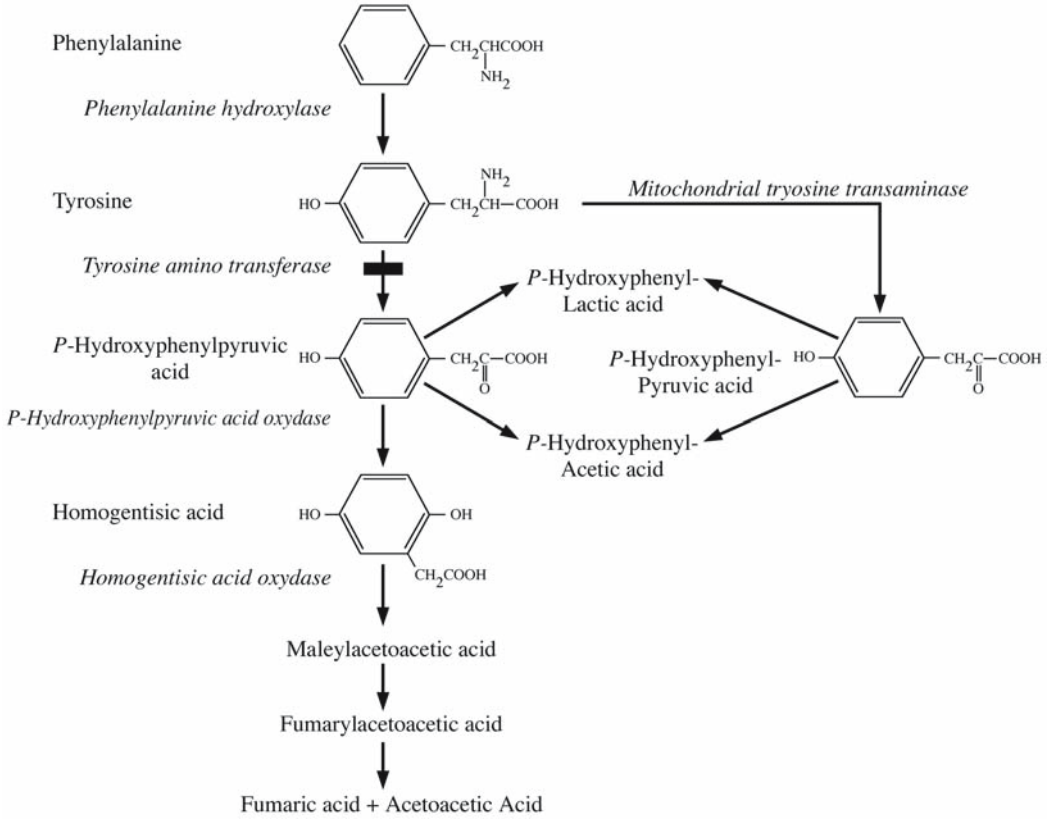 Phenylalanine
CH2CHCOOH
NH2
Phenylalanine hydroxylase
Tyrosine
HO
NH2
CH2CH—COOH
Mitochondrial tryosine transaminase
Tyrosine amino transferase
P-Hydroxyphenyl-
Lactic acid
P-Hydroxyphenylpyruvic
acid
HO
CH2C—COOH
O
P-Hydroxyphenyl-
Pyruvic acid
HO
CH2C—COOH
O
P-Hydroxyphenylpyruvic acid oxydase
P-Hydroxyphenyl-
Acetic acid
Homogentisic acid
HO
OH
CH2COOH
Homogentisic acid oxydase
Maleylacetoacetic acid
Fumarylacetoacetic acid
Fumaric acid + Acetoacetic Acid